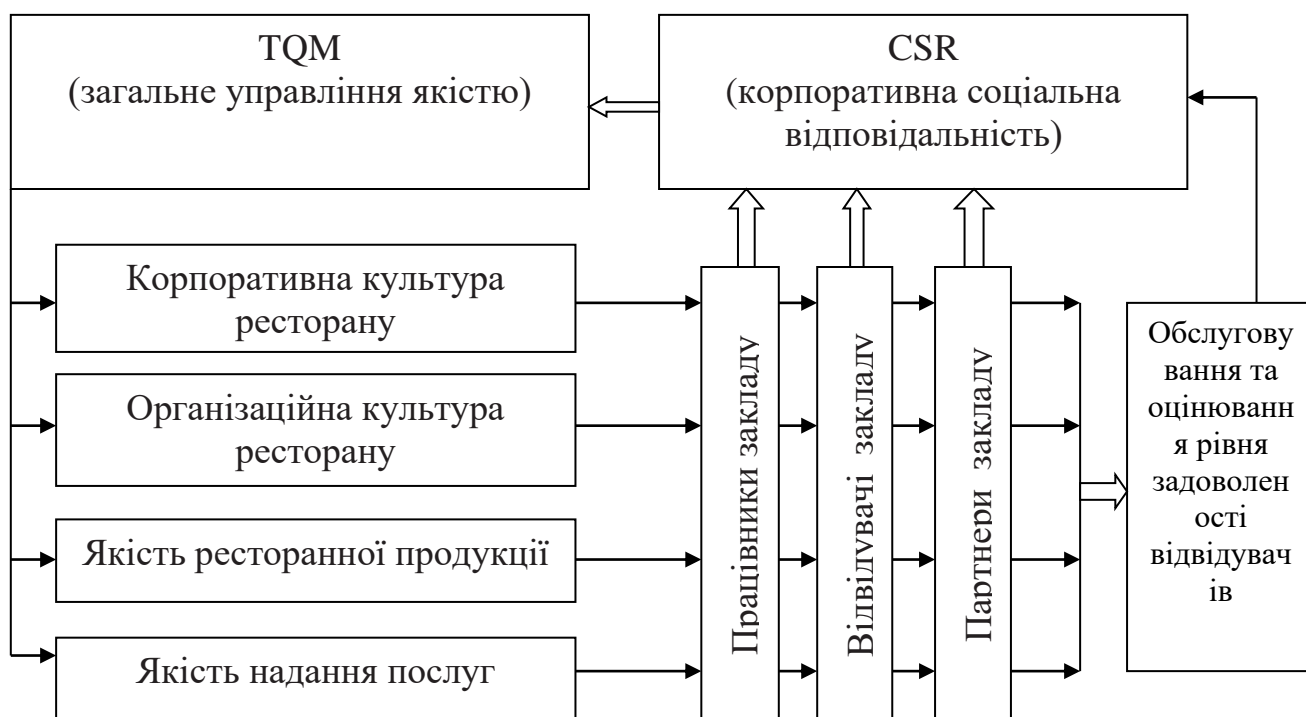 TQM
(загальне управління якістю)
CSR
(корпоративна соціальна
відповідальність)
Корпоративна культура
ресторану
Організаційна культура
ресторану
Якість ресторанної продукції
Якість надання послуг
Працівники закладу
Відвідувачі закладу
Партнери закладу
Обслугову
вання та
оцінюванн
я рівня
задоволен
ості
відвідувач
ів